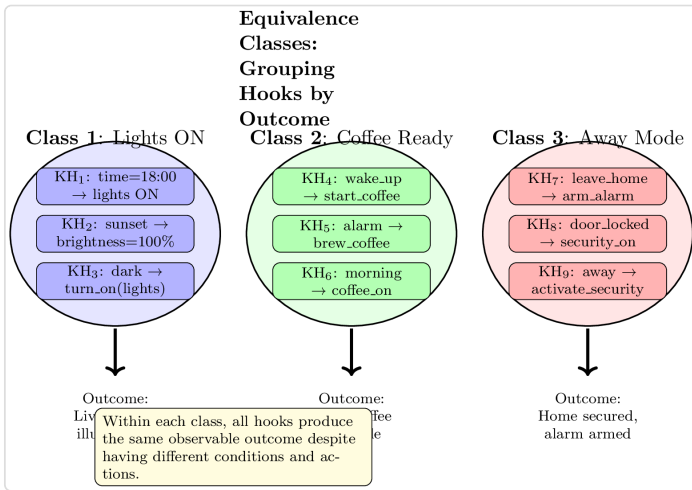 Equivalence
Classes:
Grouping
Hooks by
Outcome
Class 1: Lights ON
Class 2: Coffee Ready
Class 3: Away Mode
KH₁: time=18:00
→ lights ON
KH₂: sunset →
brightness=100%
KH₃: dark →
turn_on(lights)
KH₄: wake_up
→ start_coffee
KH₅: alarm →
brew_coffee
KH₆: morning
→ coffee_on
KH₇: leave_home
→ arm_alarm
KH₈: door_locked
→ security_on
KH₉: away →
activate_security
Outcome:
Outcome:
Outcome:
Home secured,
alarm armed
Within each class, all hooks produce
the same observable outcome despite
having different conditions and ac-
tions.